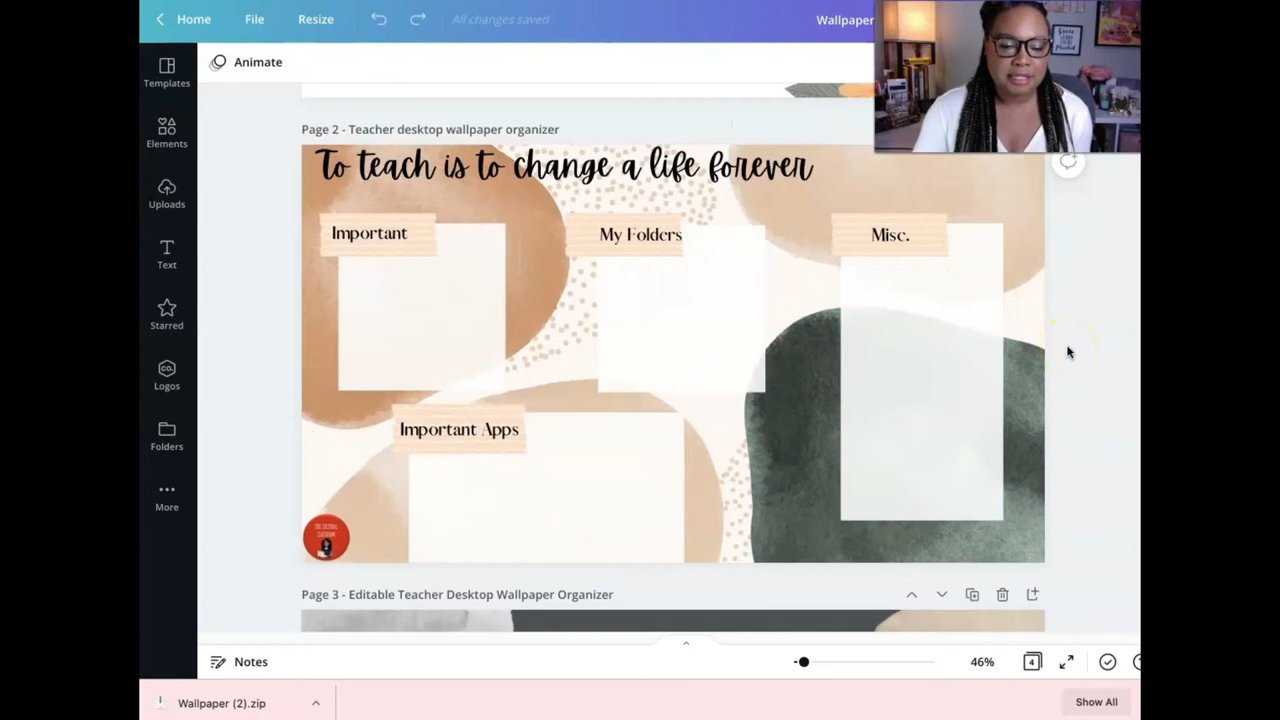 Home File Resize All changes saved Wallpaper
Templates
Animate
Elements
Uploads
Text
Starred
Logos
Folders
More
Page 2 - Teacher desktop wallpaper organizer
To teach is to change a life forever
Important My Folders Misc.
Important Apps
Page 3 - Editable Teacher Desktop Wallpaper Organizer
Notes 46% 4
Wallpaper (2).zip Show All